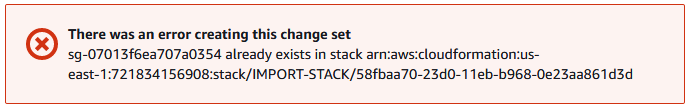 There was an error creating this change set
sg-07013f6ea707a0354 already exists in stack arn:aws:cloudformation:us-
east-1:721834156908:stack/IMPORT-STACK/58fbaa70-23d0-11eb-b968-0e23aa861d3d